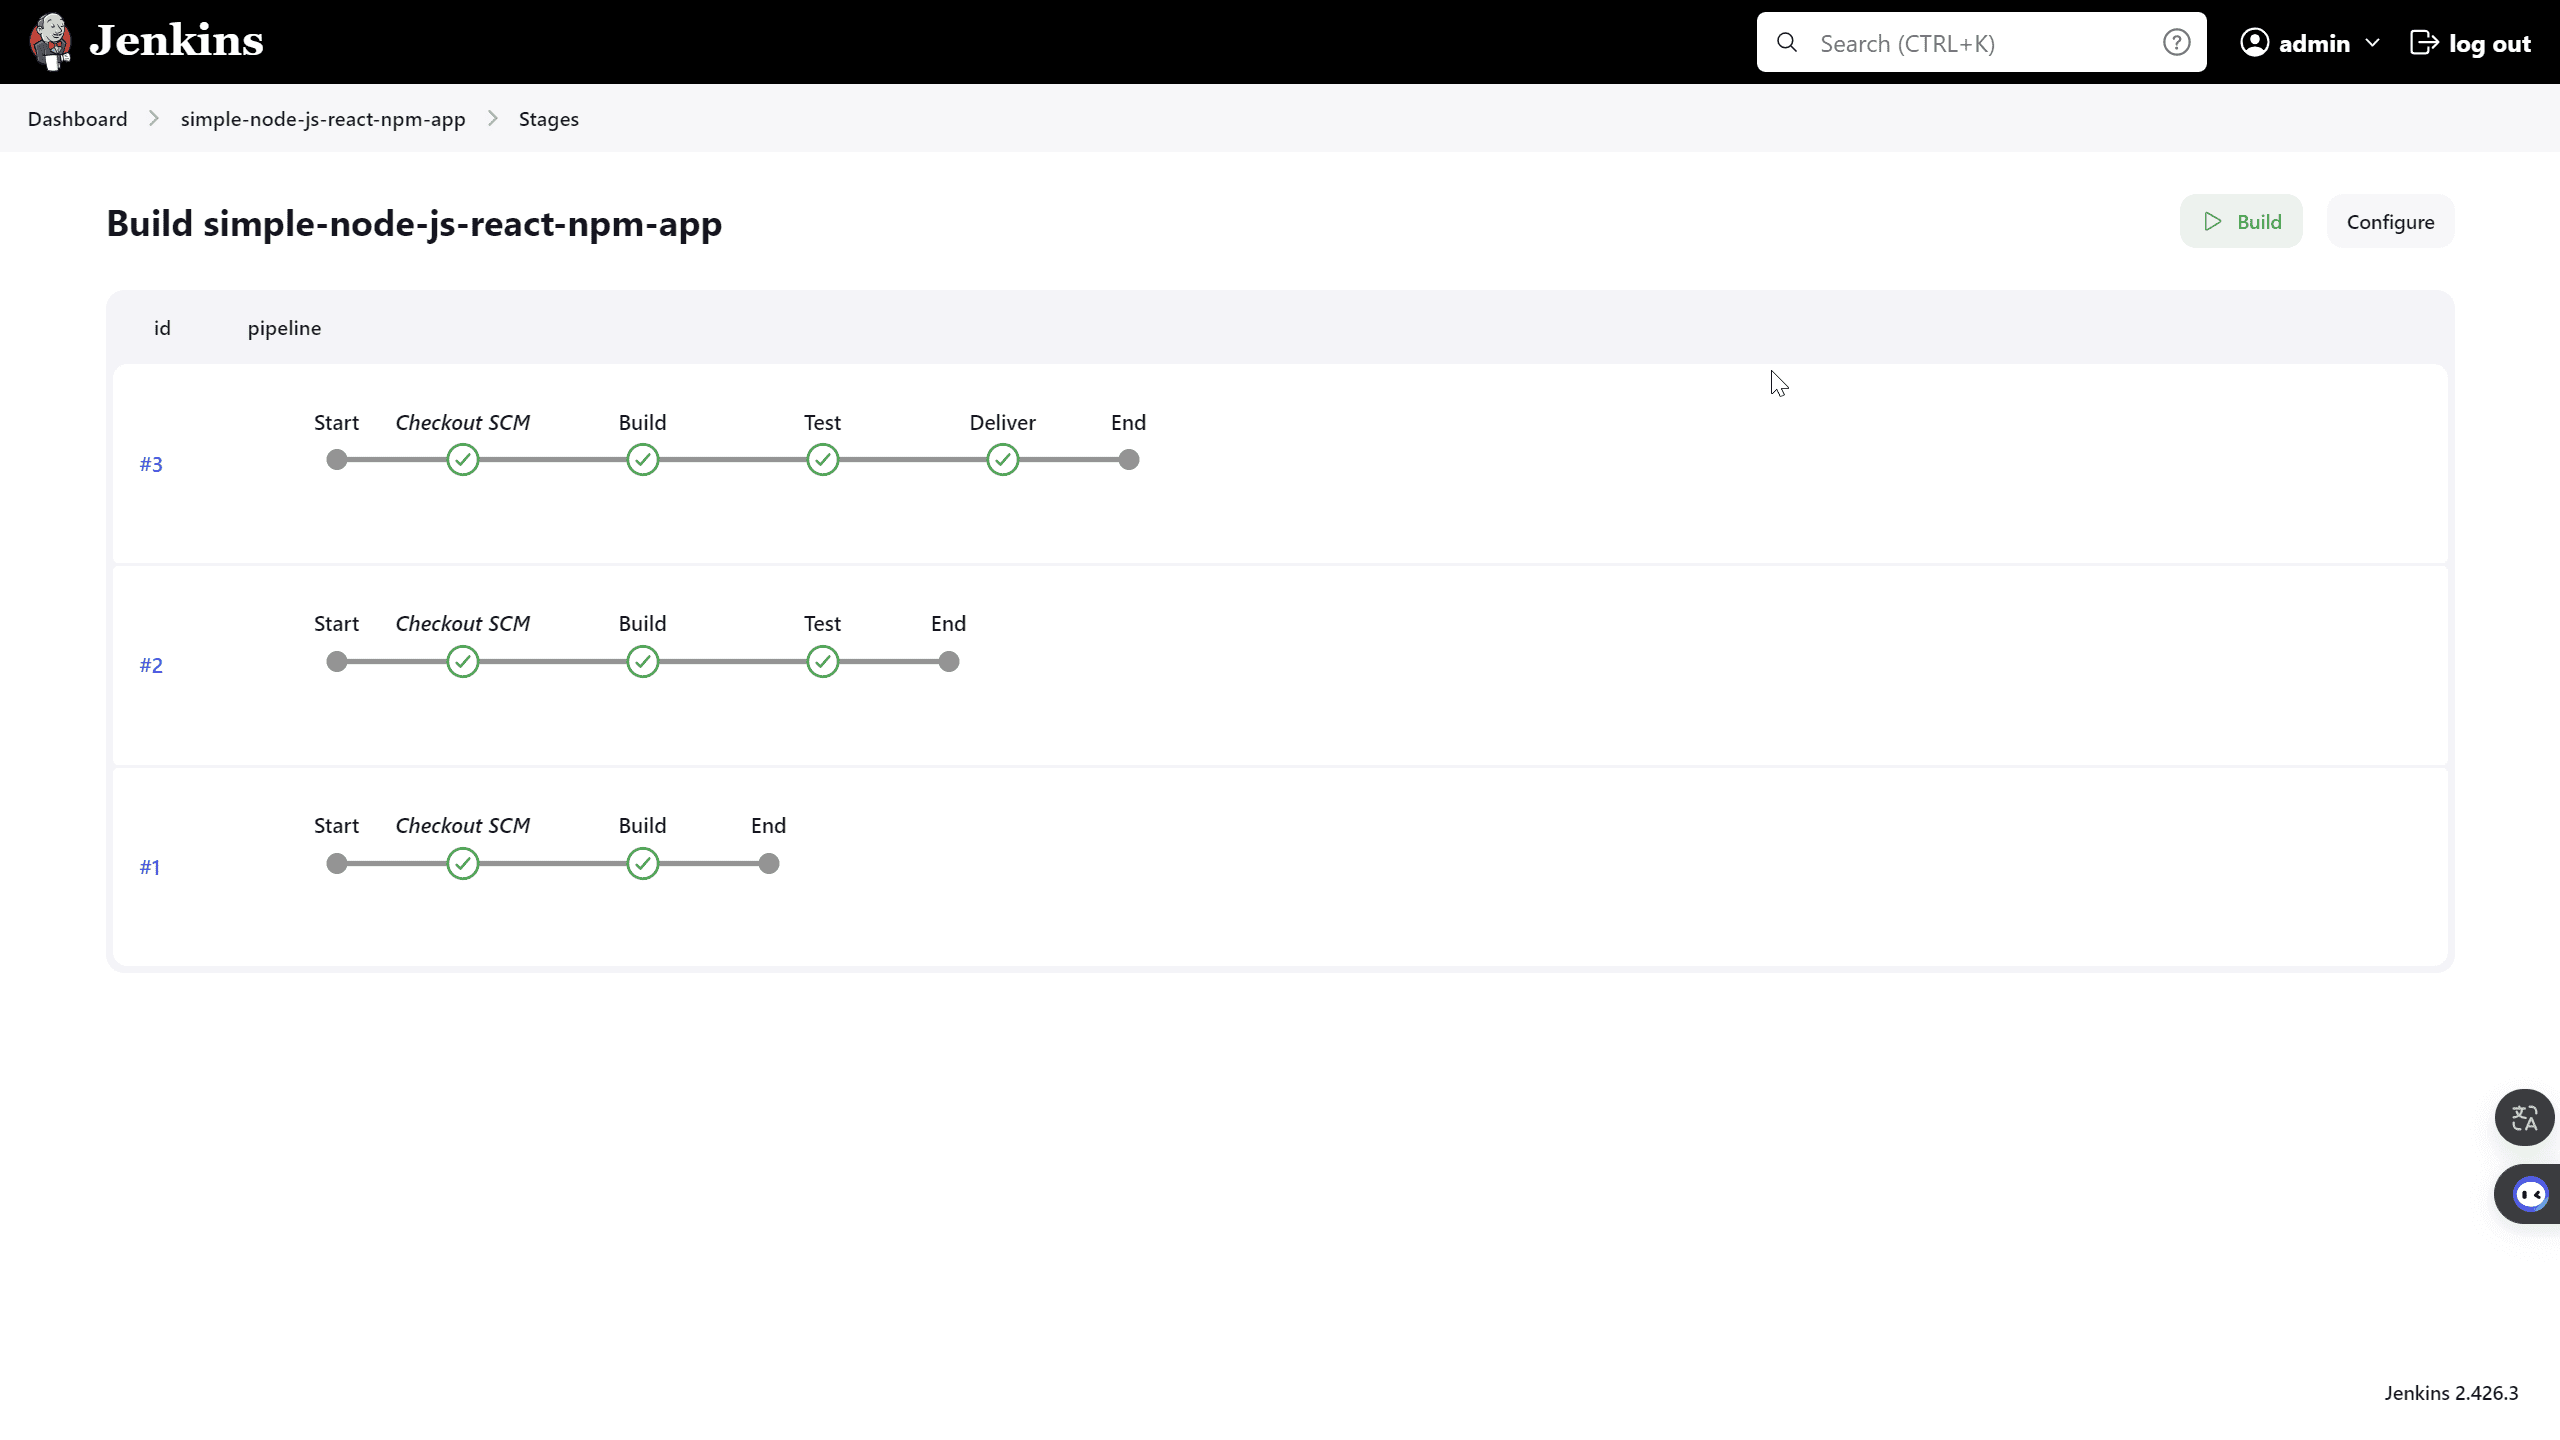 Jenkins
Search (CTRL+K)
admin
log out
Dashboard
simple-node-js-react-npm-app
Stages
Build simple-node-js-react-npm-app
Build
Configure
id pipeline
Start Checkout SCM Build Test Deliver End
#3
Start Checkout SCM Build Test End
#2
Start Checkout SCM Build End
#1
文A
Jenkins 2.426.3